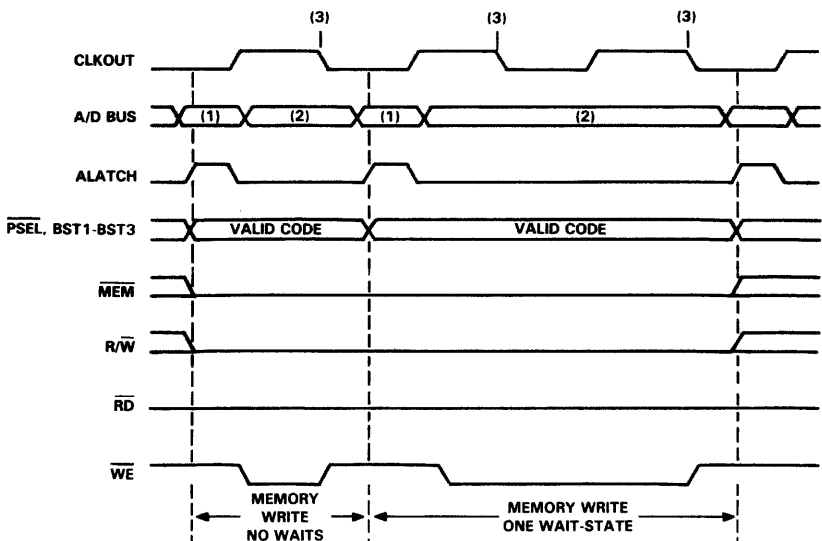 (3) (3) (3)
CLKOUT
A/D BUS (1) (2) (1) (2)
ALATCH
PSEL, BST1-BST3 VALID CODE VALID CODE
MEM
R/W
RD
WE
MEMORY
WRITE
NO WAITS
MEMORY WRITE
ONE WAIT-STATE